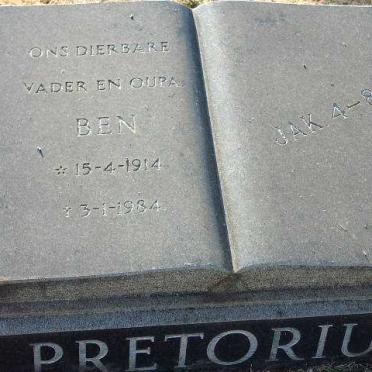 ONS DIERBARE
VADER EN OUPA
BEN
* 15-4-1914
† 3-1-1984
JAK 4-8
PRETORIU